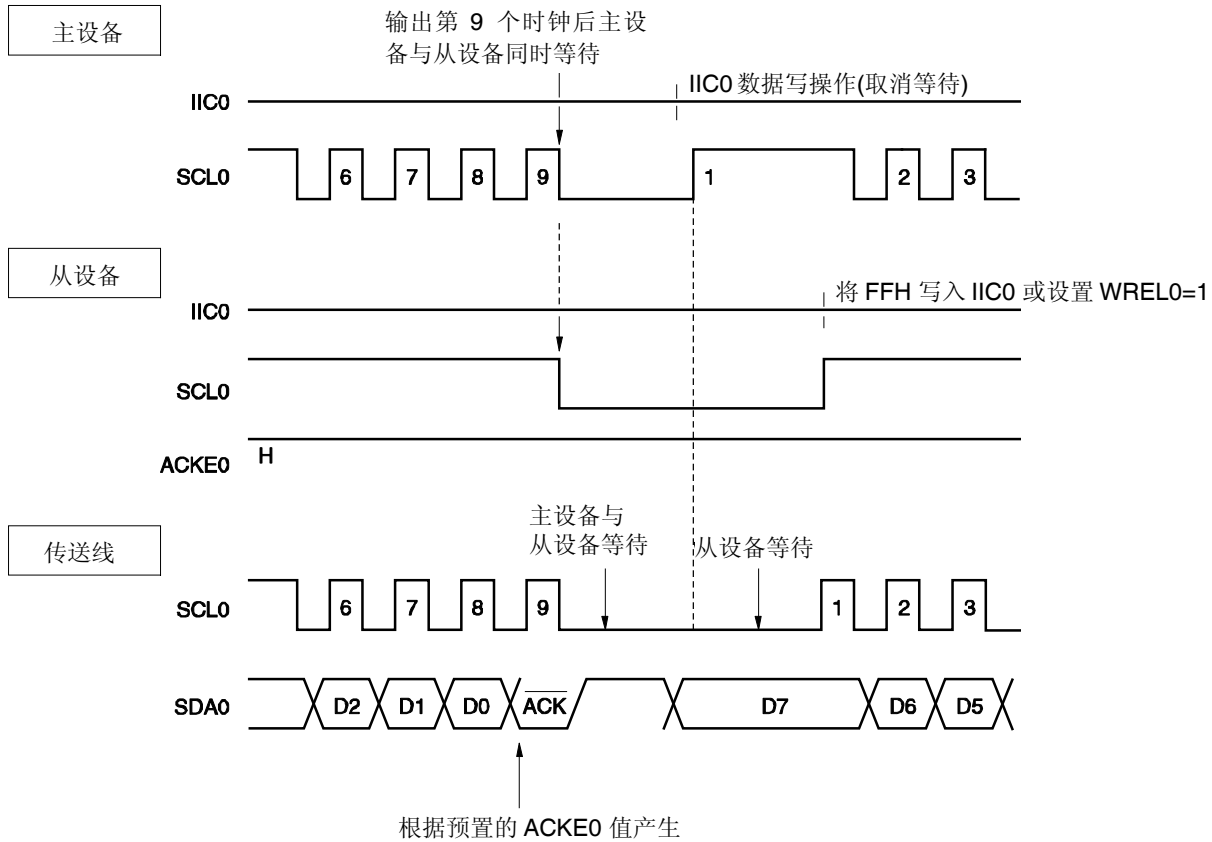 主设备
输出第 9 个时钟后主设
备与从设备同时等待
IIC0 数据写操作(取消等待)
IIC0
SCL0
6 7 8 9 1 2 3
从设备
将 FFH 写入 IIC0 或设置 WREL0=1
IIC0
SCL0
ACKE0 H
传送线
主设备与
从设备等待
从设备等待
SCL0
6 7 8 9 1 2 3
SDA0
D2 D1 D0 ACK D7 D6 D5
根据预置的 ACKE0 值产生